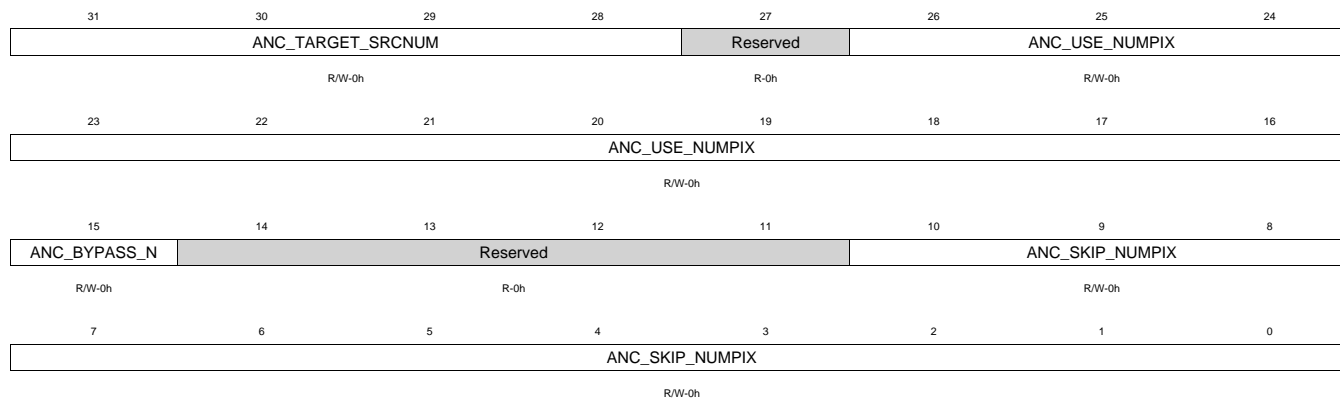 31 30 29 28 27 26 25 24
ANC_TARGET_SRCNUM Reserved ANC_USE_NUMPIX
R/W-0h R-0h R/W-0h
23 22 21 20 19 18 17 16
ANC_USE_NUMPIX
R/W-0h
15 14 13 12 11 10 9 8
ANC_BYPASS_N Reserved ANC_SKIP_NUMPIX
R/W-0h R-0h R/W-0h
7 6 5 4 3 2 1 0
ANC_SKIP_NUMPIX
R/W-0h